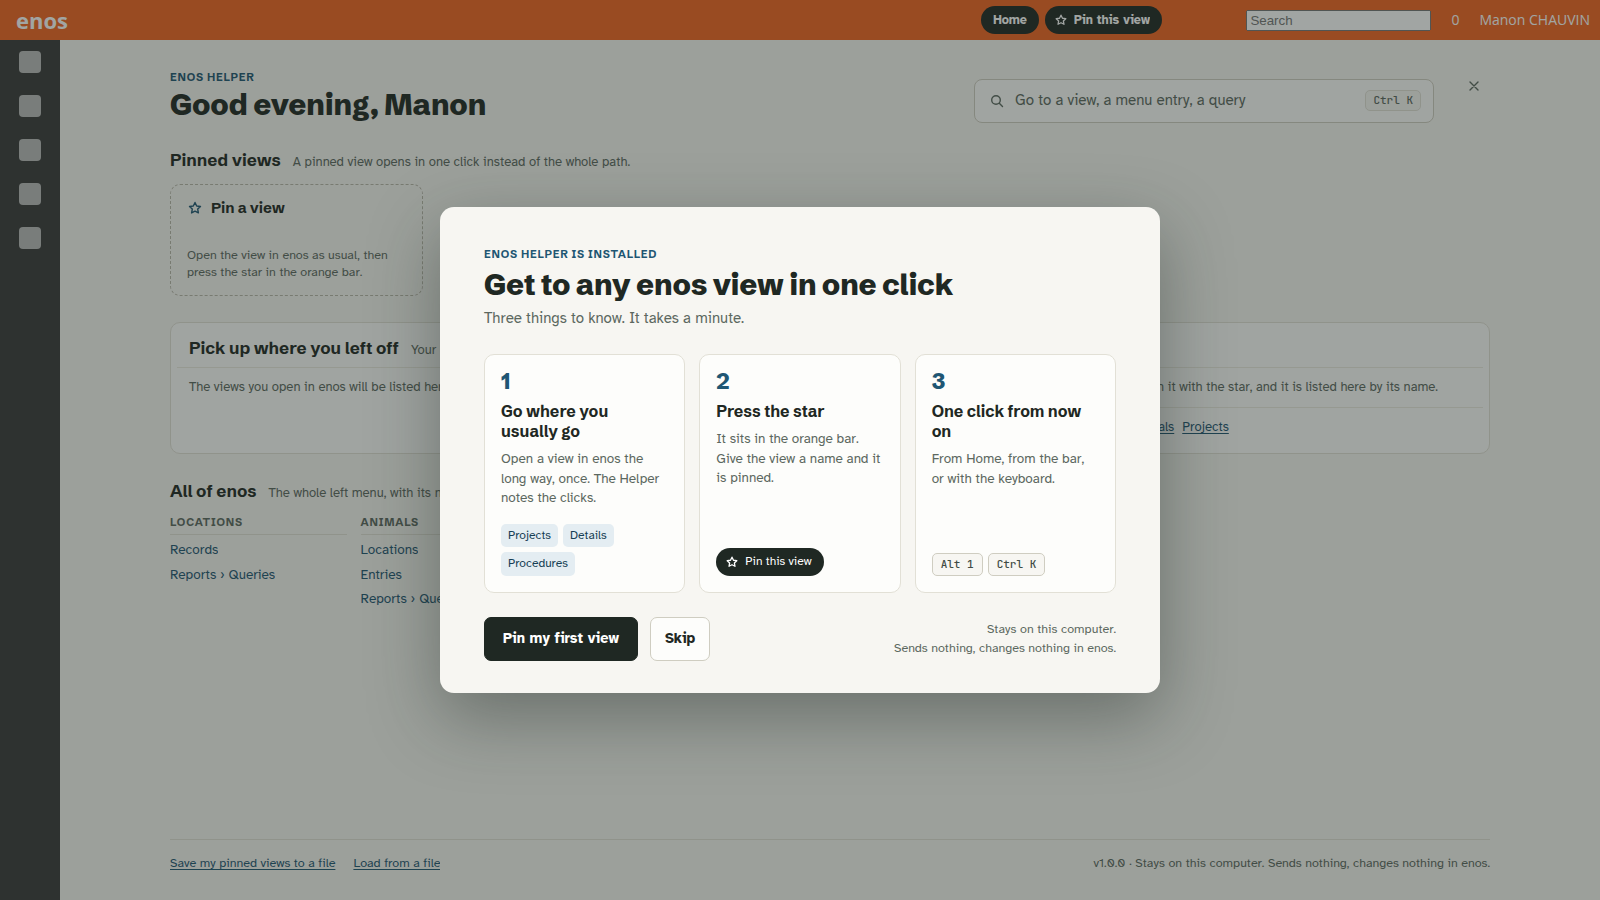 enos
Home
Pin this view
Search
0
Manon CHAUVIN
ENOS HELPER
Good evening, Manon
Go to a view, a menu entry, a query
Ctrl K
Pinned views
A pinned view opens in one click instead of the whole path.
Pin a view
Open the view in enos as usual, then
press the star in the orange bar.
ENOS HELPER IS INSTALLED
Get to any enos view in one click
Three things to know. It takes a minute.
1
Go where you
usually go
Open a view in enos the
long way, once. The Helper
notes the clicks.
Projects
Details
Procedures
2
Press the star
It sits in the orange bar.
Give the view a name and it
is pinned.
Pin this view
3
One click from now
on
From Home, from the bar,
or with the keyboard.
Alt 1
Ctrl K
Pin my first view
Skip
Stays on this computer.
Sends nothing, changes nothing in enos.
Pick up where you left off
Your
The views you open in enos will be listed
it with the star, and it is listed here by its name.
Projects
All of enos
The whole left menu, with its
LOCATIONS
Records
Reports › Queries
ANIMALS
Locations
Entries
Reports ›
Save my pinned views to a file
Load from a file
v1.0.0 · Stays on this computer. Sends nothing, changes nothing in enos.